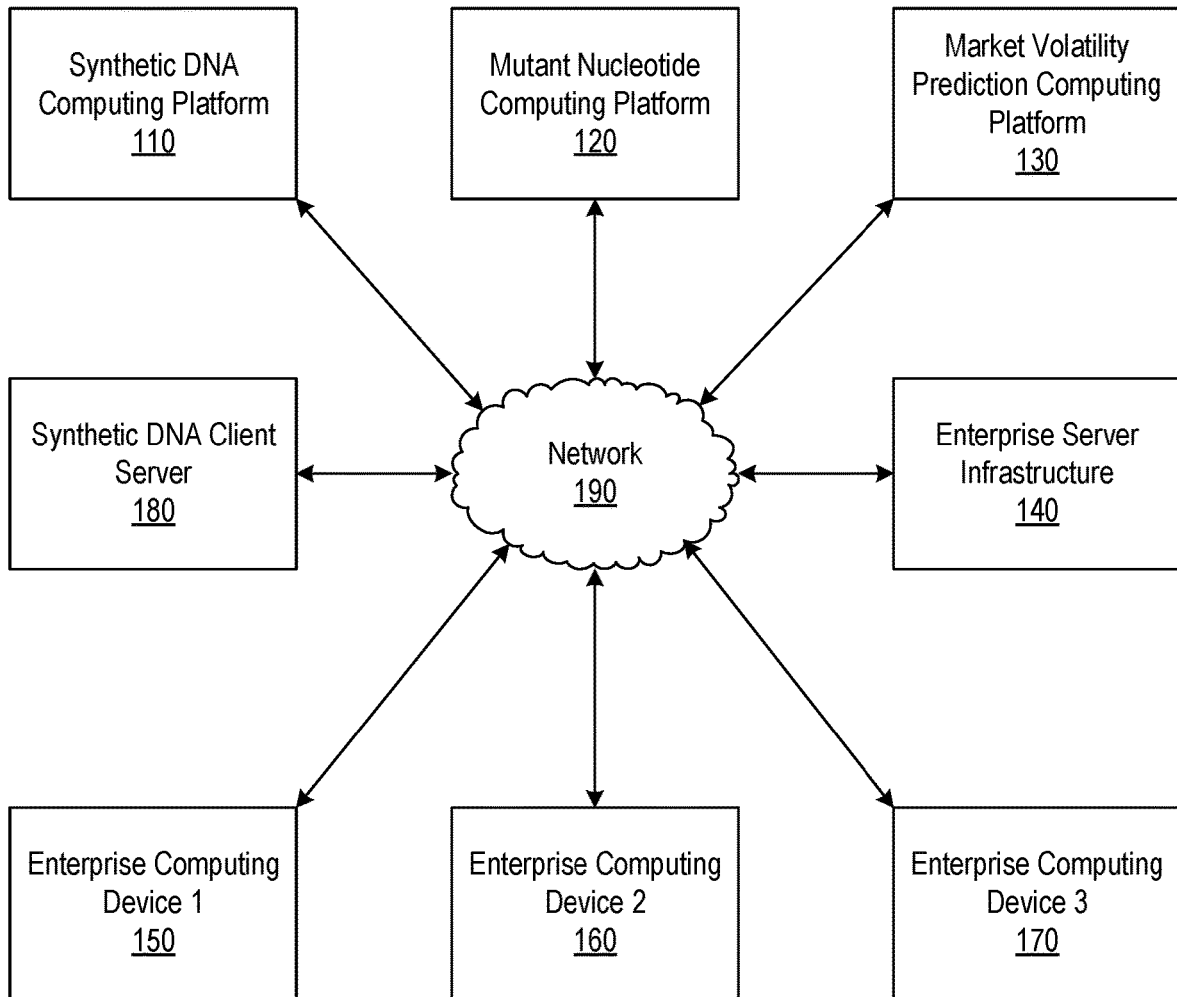 Synthetic DNA
Computing Platform
110
Mutant Nucleotide
Computing Platform
120
Market Volatility
Prediction Computing
Platform
130
Synthetic DNA Client
Server
180
Network
190
Enterprise Server
Infrastructure
140
Enterprise Computing
Device 1
150
Enterprise Computing
Device 2
160
Enterprise Computing
Device 3
170